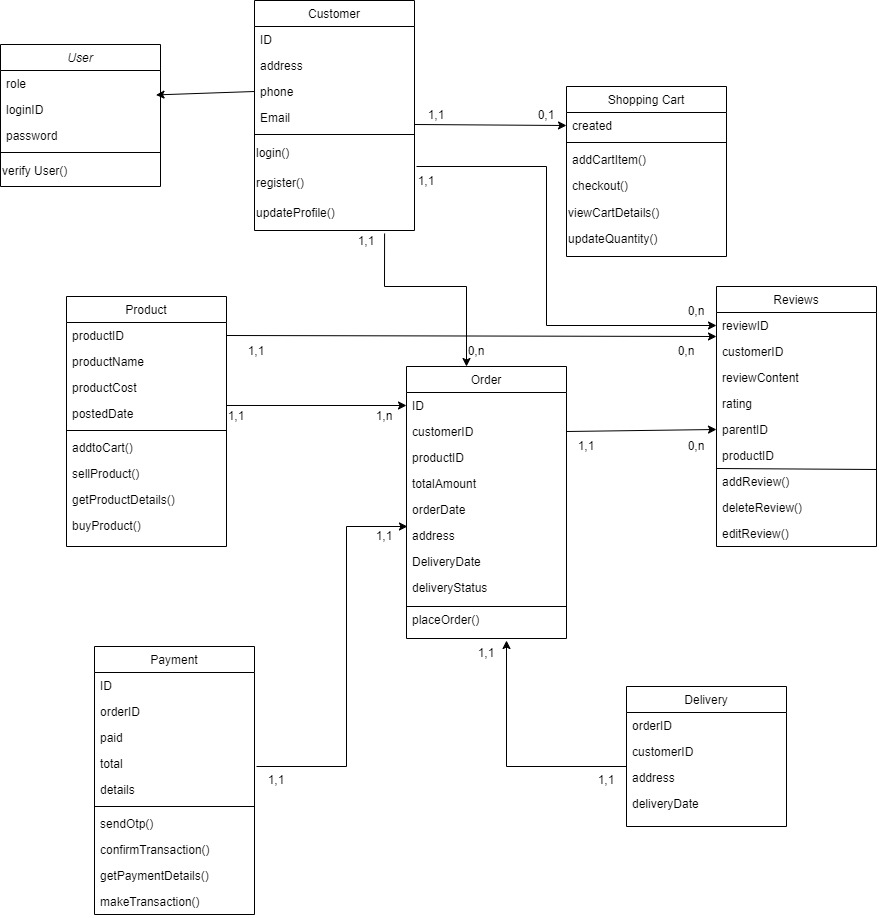 Customer
ID
address
phone
Email
login()
register()
updateProfile()
User
role
loginID
password
verify User()
Shopping Cart
created
addCartItem()
checkout()
viewCartDetails()
updateQuantity()
1,1
0,1
1,1
1,1
Product
productID
productName
productCost
postedDate
addtoCart()
sellProduct()
getProductDetails()
buyProduct()
Reviews
reviewID
customerID
reviewContent
rating
parentID
productID
addReview()
deleteReview()
editReview()
0,n
1,1
0,n
0,n
1,1
1,n
Order
ID
customerID
productID
totalAmount
orderDate
address
DeliveryDate
deliveryStatus
placeOrder()
1,1
0,n
1,1
1,1
Payment
ID
orderID
paid
total
details
sendOtp()
confirmTransaction()
getPaymentDetails()
makeTransaction()
1,1
Delivery
orderID
customerID
address
deliveryDate
1,1